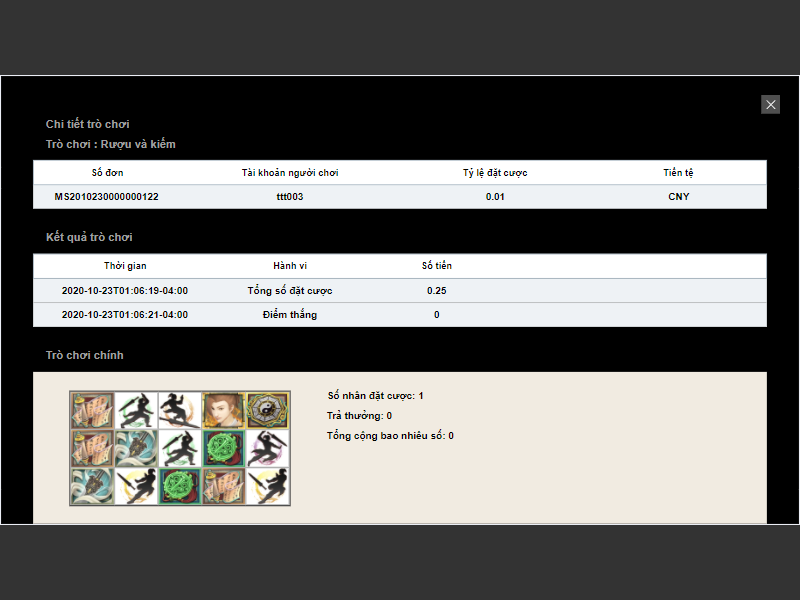 Chi tiết trò chơi
Trò chơi : Rượu và kiếm
Số đơn Tài khoản người chơi Tỷ lệ đặt cược Tiền tệ
MS2010230000000122 ttt003 0.01 CNY
Kết quả trò chơi
Thời gian Hành vi Số tiền
2020-10-23T01:06:19-04:00 Tổng số đặt cược 0.25
2020-10-23T01:06:21-04:00 Điểm thắng 0
Trò chơi chính
Số nhân đặt cược: 1
Trả thưởng: 0
Tổng cộng bao nhiêu số: 0